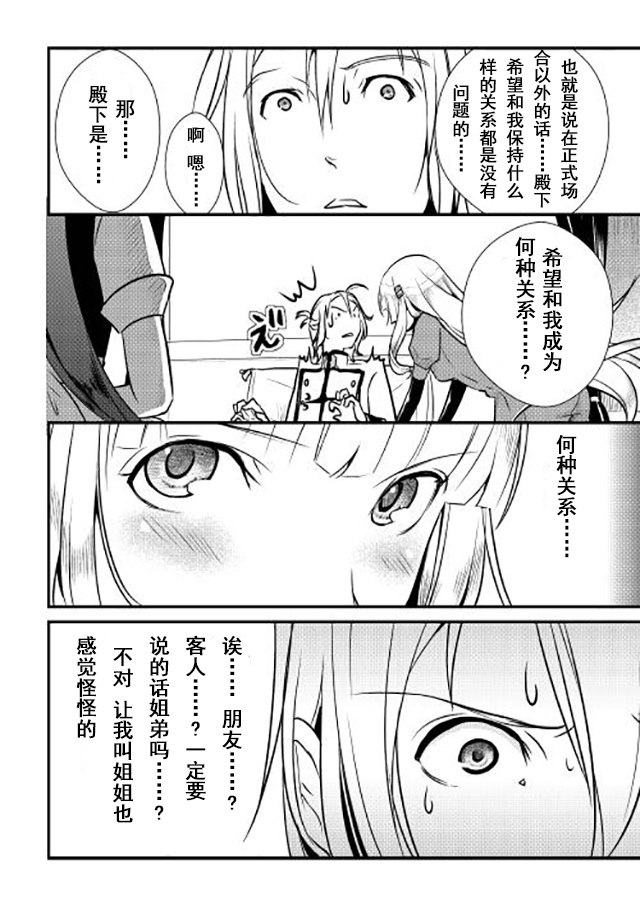 也就是说在正式场
合以外的话……殿下
希望和我保持什么
样的关系都是没有
问题的……
啊 嗯……
那……
殿下是……
希望和我成为
何种关系……?
え"
何种关系……
诶…… 朋友……?
客人……?一定要
说的话姐弟吗……?
不对 让我叫姐姐也
感觉怪怪的